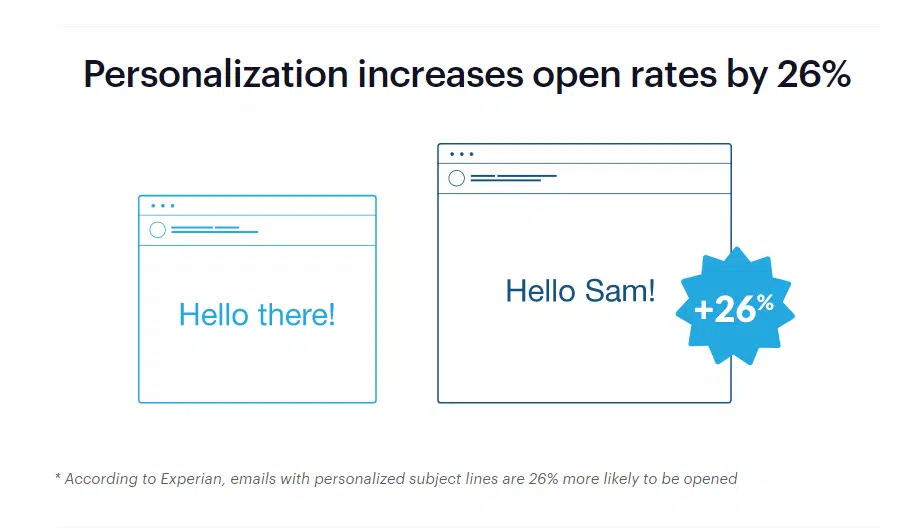 Personalization increases open rates by 26%
Hello there!
Hello Sam!
+26%
* According to Experian, emails with personalized subject lines are 26% more likely to be opened